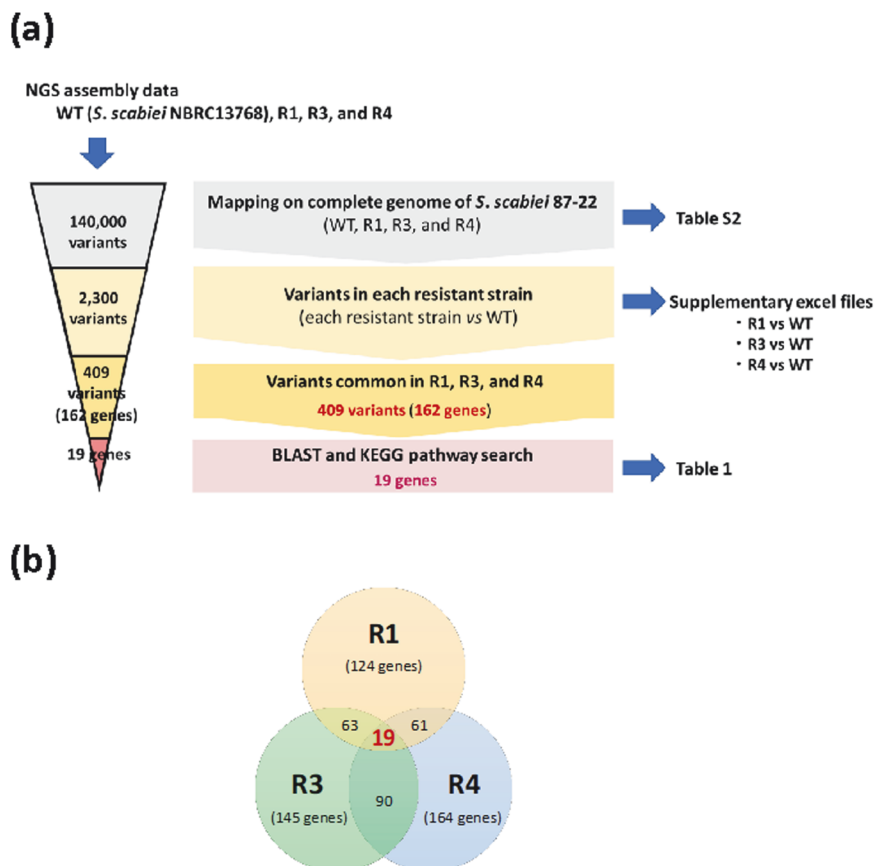 (a)
NGS assembly data
WT (S. scabiei NBRC13768), R1, R3, and R4
140,000
variants
Mapping on complete genome of S. scabiei 87-22
(WT, R1, R3, and R4)
Table S2
2,300
variants
Variants in each resistant strain
(each resistant strain vs WT)
Supplementary excel files
・ R1 vs WT
・ R3 vs WT
・ R4 vs WT
409
variants
(162 genes)
Variants common in R1, R3, and R4
409 variants (162 genes)
19 genes
BLAST and KEGG pathway search
19 genes
Table 1
(b)
R1
(124 genes)
63
19
61
R3
(145 genes)
90
R4
(164 genes)